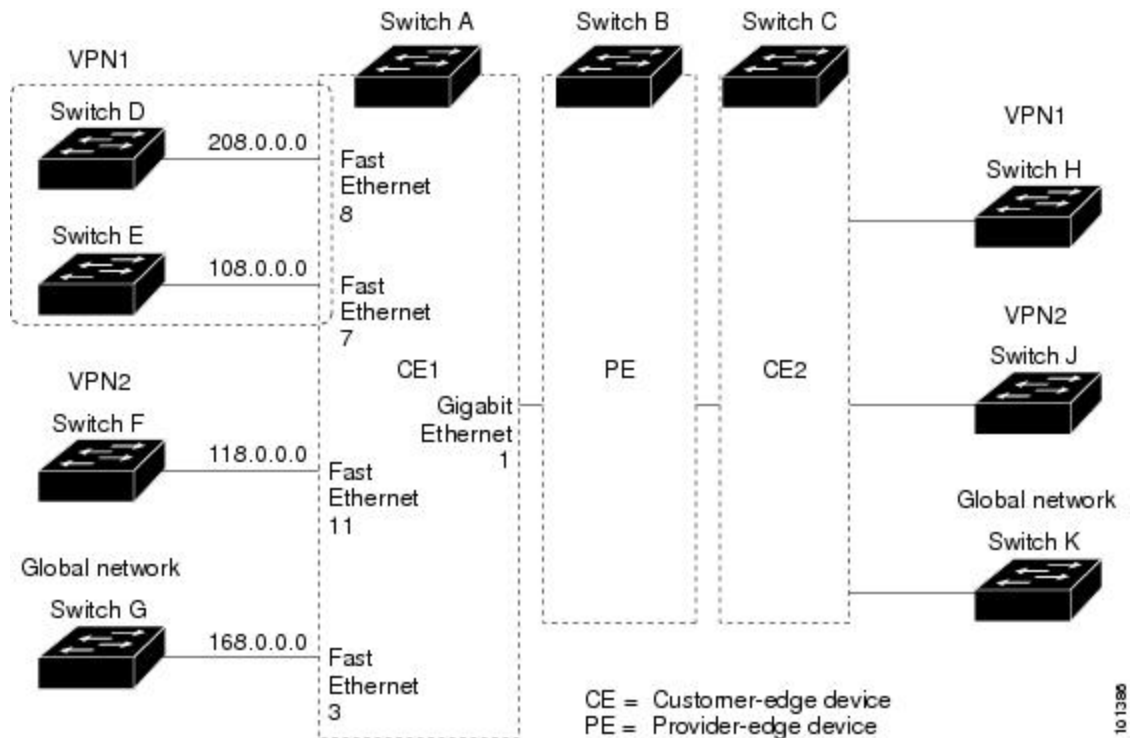 Switch A
Switch B
Switch C
VPN1
Switch D
208.0.0.0
Fast
Ethernet
8
Switch E
108.0.0.0
Fast
Ethernet
7
VPN2
Switch F
118.0.0.0
Fast
Ethernet
11
Global network
Switch G
168.0.0.0
Fast
Ethernet
3
CE1
Gigabit
Ethernet
1
PE
CE2
VPN1
Switch H
VPN2
Switch J
Global network
Switch K
CE = Customer-edge device
PE = Provider-edge device
101386